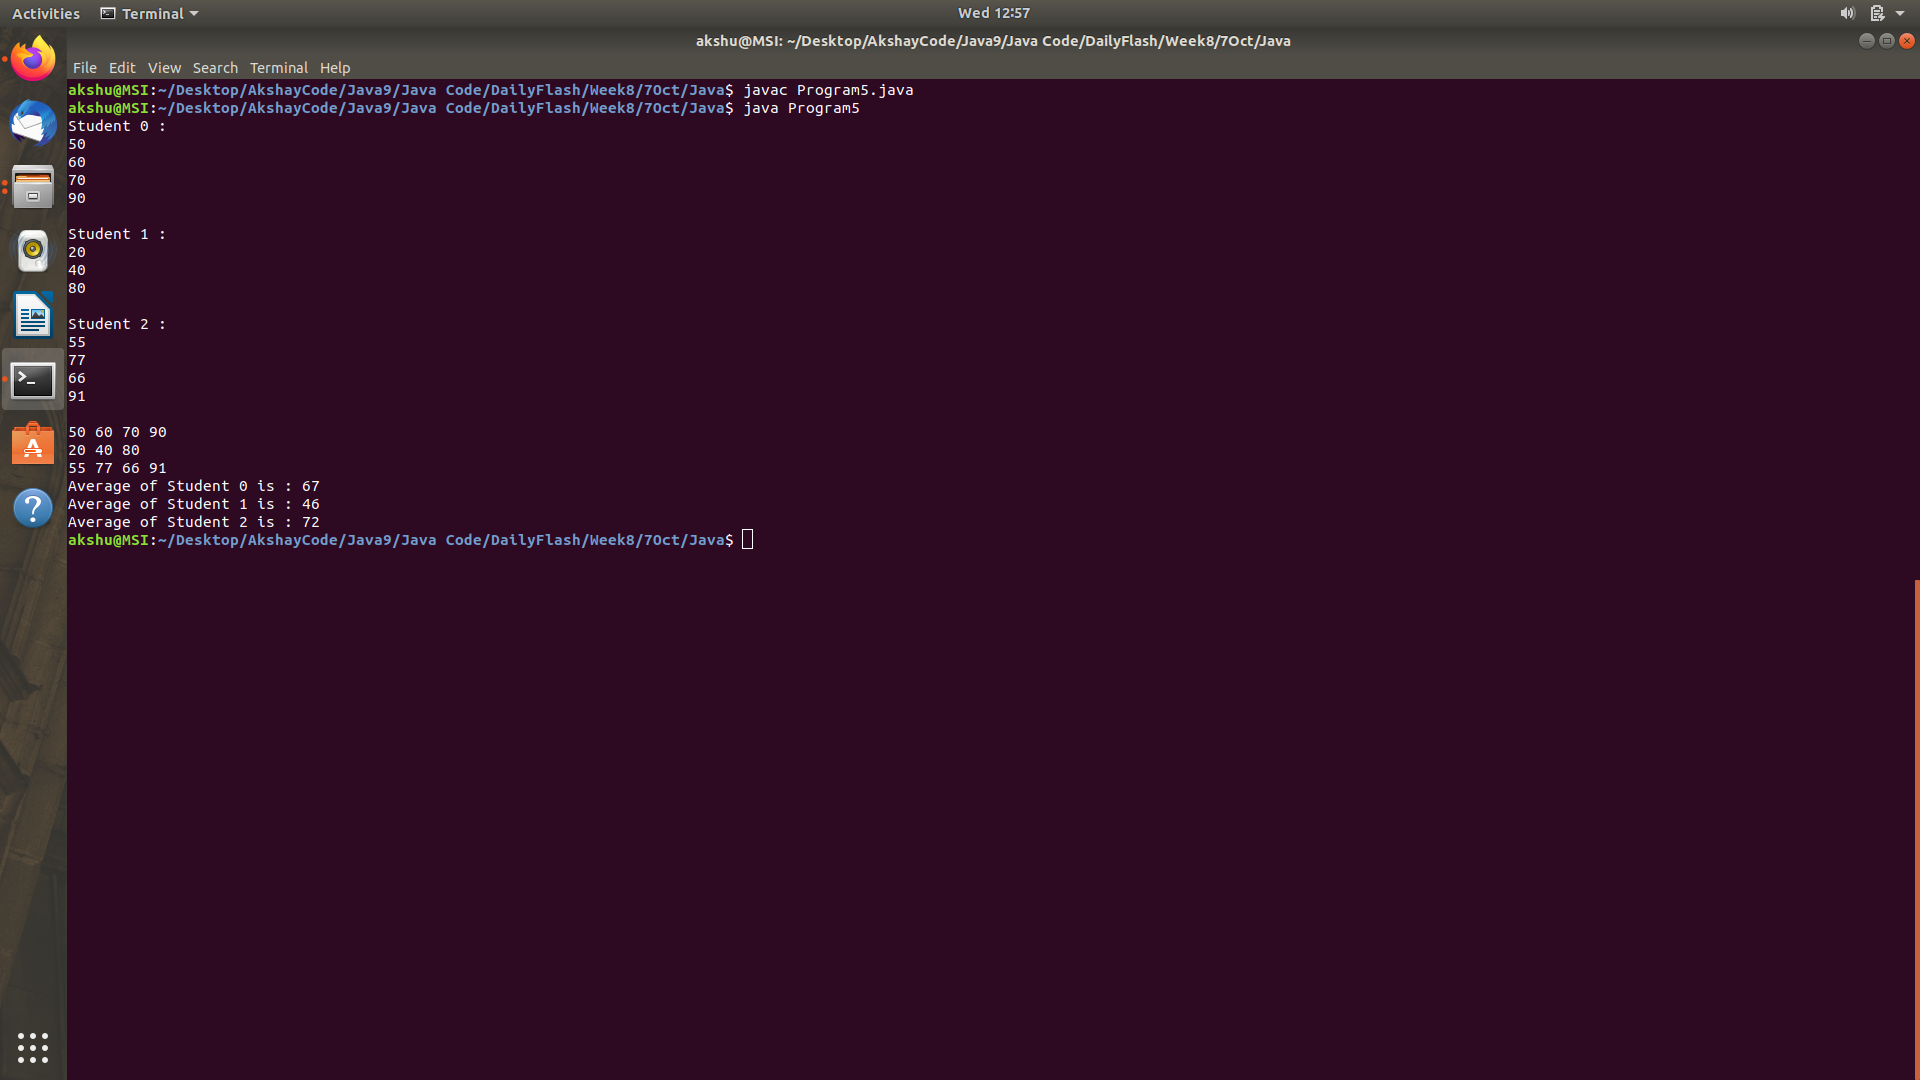 Activities Terminal Wed 12:57
akshu@MSI: ~/Desktop/AkshayCode/Java9/Java Code/DailyFlash/Week8/7Oct/Java
File Edit View Search Terminal Help
akshu@MSI:~/Desktop/AkshayCode/Java9/Java Code/DailyFlash/Week8/7Oct/Java$ javac Program5.java
akshu@MSI:~/Desktop/AkshayCode/Java9/Java Code/DailyFlash/Week8/7Oct/Java$ java Program5
Student 0 :
50
60
70
90
Student 1 :
20
40
80
Student 2 :
55
77
66
91
50 60 70 90
20 40 80
55 77 66 91
Average of Student 0 is : 67
Average of Student 1 is : 46
Average of Student 2 is : 72
akshu@MSI:~/Desktop/AkshayCode/Java9/Java Code/DailyFlash/Week8/7Oct/Java$